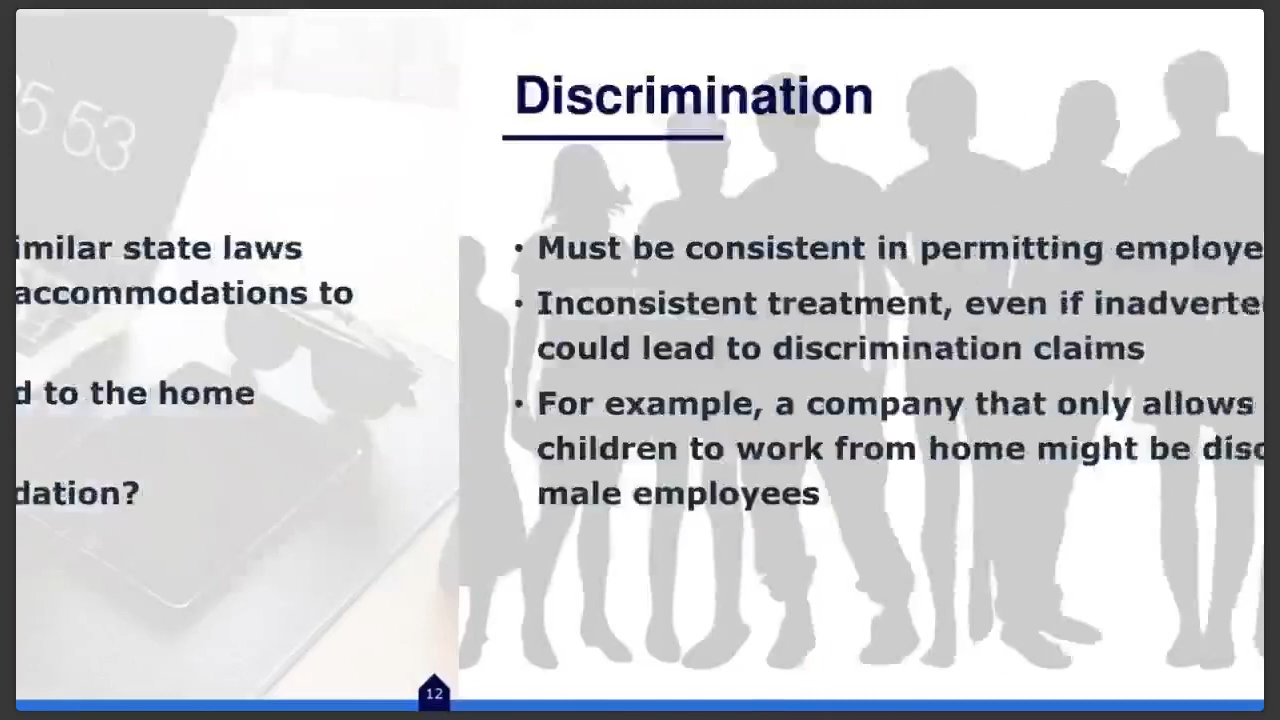 imilar state laws
accommodations to
d to the home
dation?
12
Discrimination
• Must be consistent in permitting employe
• Inconsistent treatment, even if inadverte
could lead to discrimination claims
• For example, a company that only allows
children to work from home might be disc
male employees